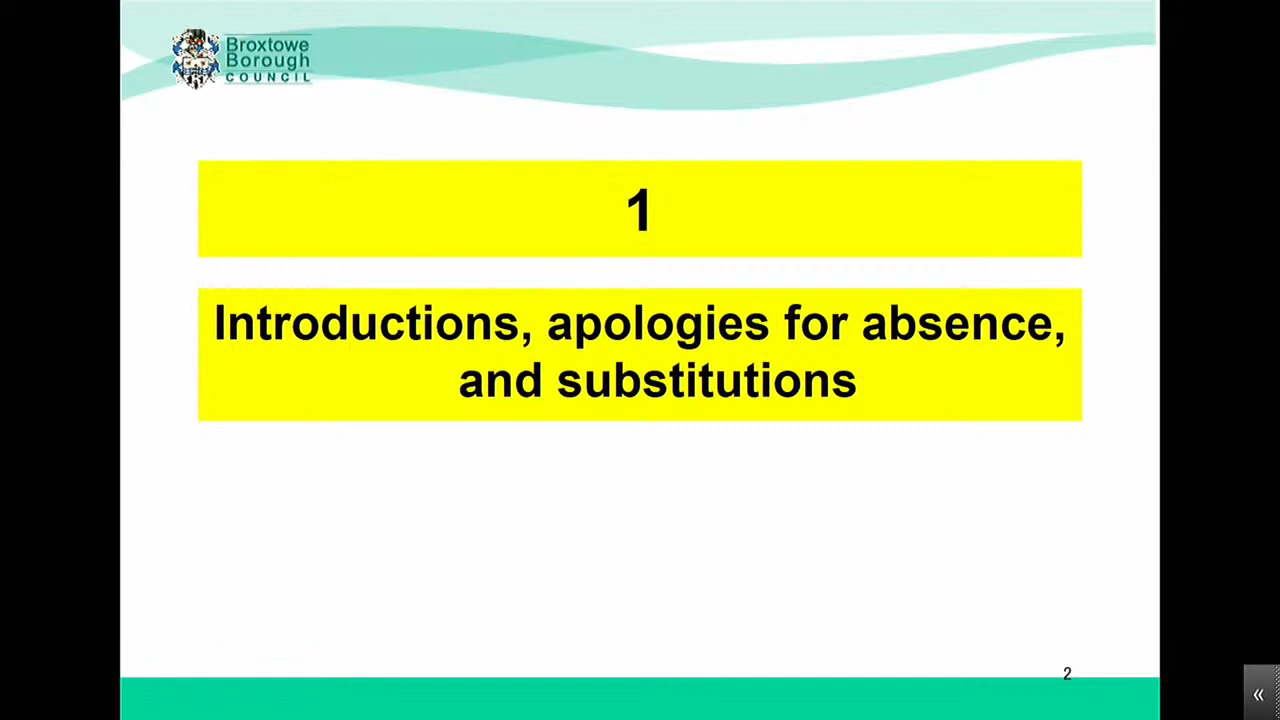 Broxtowe
Borough
COUNCIL
1
Introductions, apologies for absence,
and substitutions
2
«